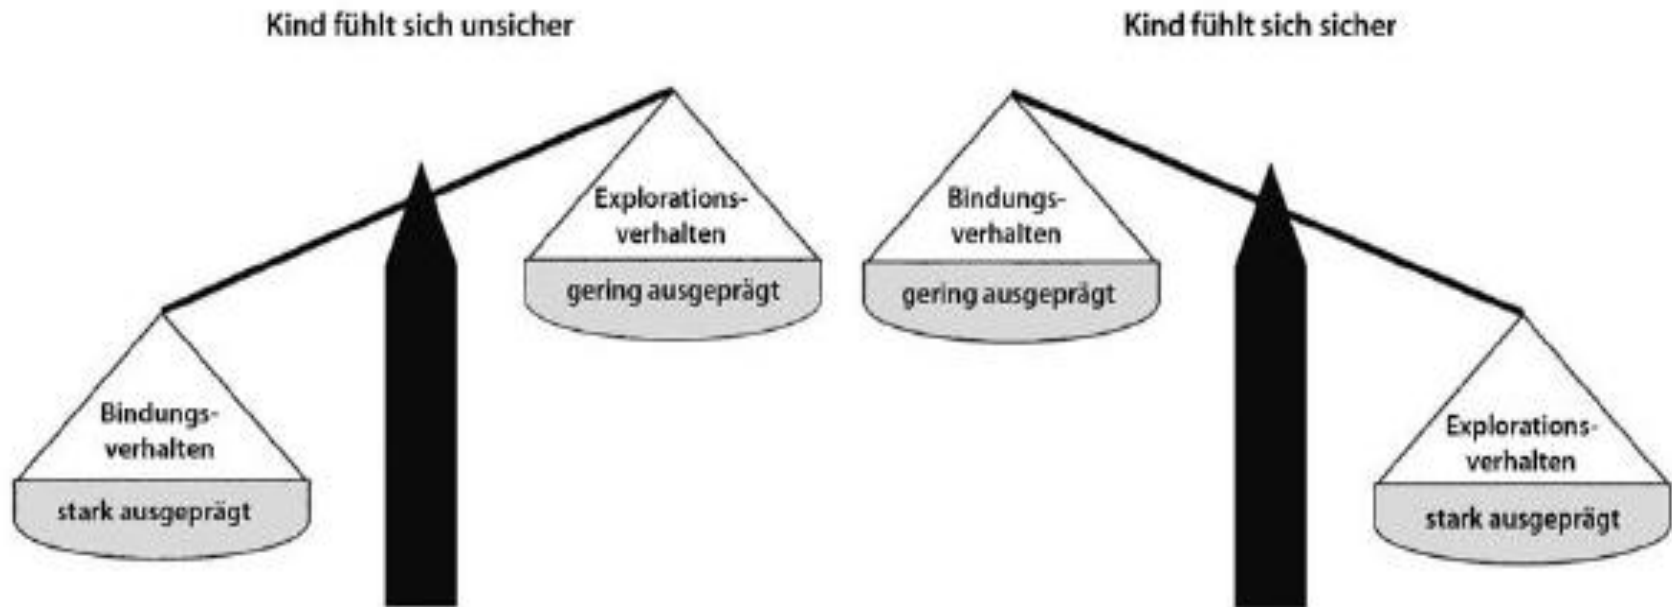 Kind fühlt sich unsicher
Explorations-
verhalten
gering ausgeprägt
Bindungs-
verhalten
stark ausgeprägt
Kind fühlt sich sicher
Bindungs-
verhalten
gering ausgeprägt
Explorations-
verhalten
stark ausgeprägt